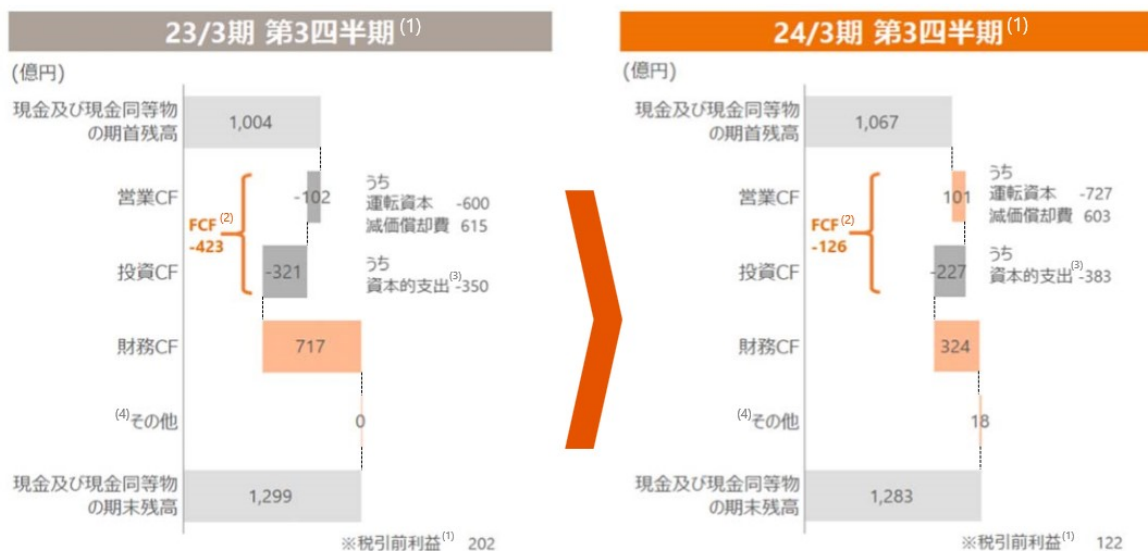 23/3期 第3四半期(1)
(億円)
現金及び現金同等物
の期首残高
1,004
営業CF
-102
うち
運転資本 -600
減価償却費 615
FCF(2)
-423
投資CF
-321
うち
資本的支出(3)-350
財務CF
717
(4)その他
0
現金及び現金同等物
の期末残高
1,299
※税引前利益(1) 202
24/3期 第3四半期(1)
(億円)
現金及び現金同等物
の期首残高
1,067
営業CF
101
うち
運転資本 -727
減価償却費 603
FCF(2)
-126
投資CF
-227
うち
資本的支出(3)-383
財務CF
324
(4)その他
18
現金及び現金同等物
の期末残高
1,283
※税引前利益(1) 122